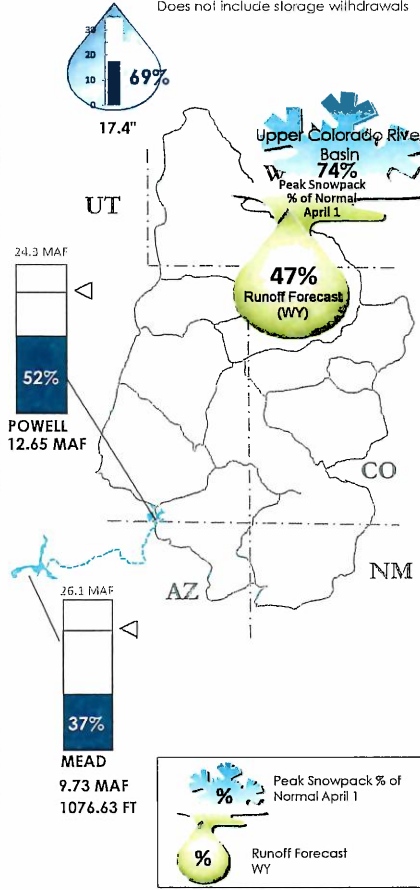 Does not include storage withdrawals
30
20
10
0
69%
17.4"
Upper Colorado Rive
Basin
74%
Peak Snowpack
% of Normal
April 1
UT
47%
Runoff Forecast
(WY)
24.3 MAF
52%
POWELL
12.65 MAF
CO
NM
AZ
26.1 MAF
37%
MEAD
9.73 MAF
1076.63 FT
%
Peak Snowpack % of
Normal April 1
%
Runoff Forecast
WY